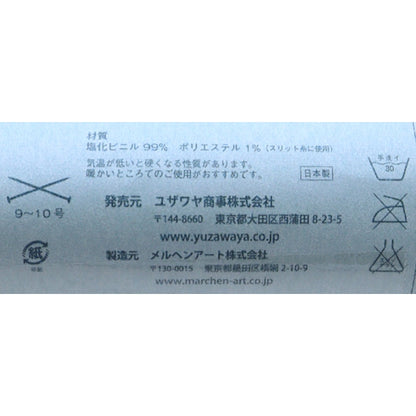 材質
塩化ビニル 99% ポリエステル 1% (スリット糸に使用)
気温が低いと硬くなる性質があります。
暖かいところでのご使用がおすすめです。
日本製
手洗イ
30
9〜10号
発売元 ユザワヤ商事株式会社
〒144-8660 東京都大田区西蒲田 8-23-5
www.yuzawaya.co.jp
紙
製造元 メルヘンアート株式会社
〒130-0015 東京都墨田区横網 2-10-9
www.marchen-art.co.jp